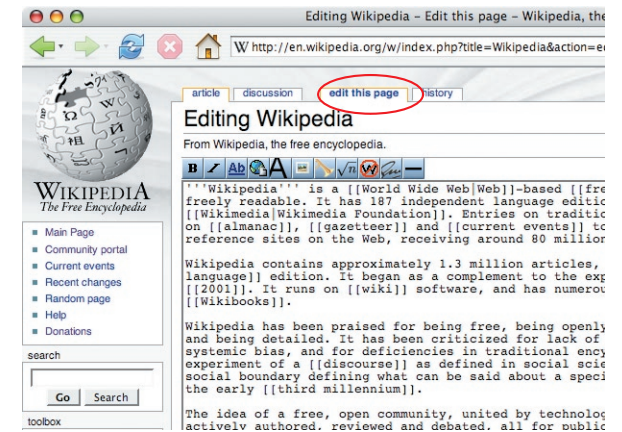 Editing Wikipedia – Edit this page – Wikipedia, the
W http://en.wikipedia.org/w/index.php?title=Wikipedia&action=e
article discussion edit this page history
Editing Wikipedia
From Wikipedia, the free encyclopedia.
B I Ab A √n W
WIKIPEDIA
The Free Encyclopedia
Main Page
Community portal
Current events
Recent changes
Random page
Help
Donations
search
Go Search
toolbox
'''Wikipedia''' is a [[World Wide Web|Web]]-based [[fre
freely readable. It has 187 independent language editio
[[Wikimedia|Wikimedia Foundation]]. Entries on traditio
on [[almanac]], [[gazetteer]] and [[current events]] to
reference sites on the Web, receiving around 80 million
Wikipedia contains approximately 1.3 million articles,
language]] edition. It began as a complement to the exp
[[2001]]. It runs on [[wiki]] software, and has numerou
[[Wikibooks]].
Wikipedia has been praised for being free, being openly
and being detailed. It has been criticized for lack of
systemic bias, and for deficiencies in traditional ency
experiment of a [[discourse]] as defined in social scie
social boundary defining what can be said about a speci
the early [[third millennium]].
The idea of a free, open community, united by technolog
actively authored, reviewed and debated, all for public